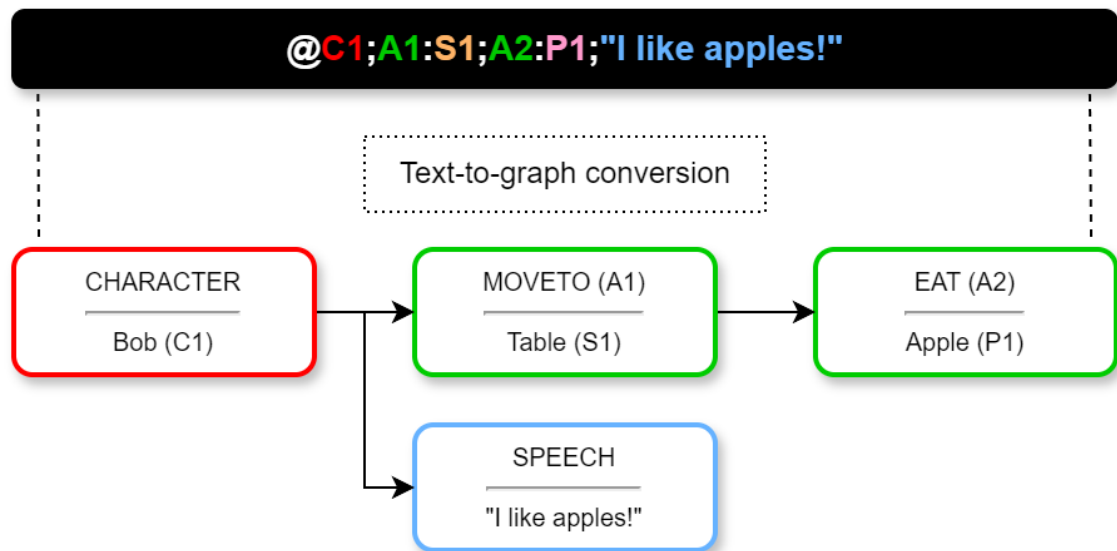 @C1;A1:S1;A2:P1;"I like apples!"
Text-to-graph conversion
CHARACTER
Bob (C1)
MOVETO (A1)
Table (S1)
EAT (A2)
Apple (P1)
SPEECH
"I like apples!"